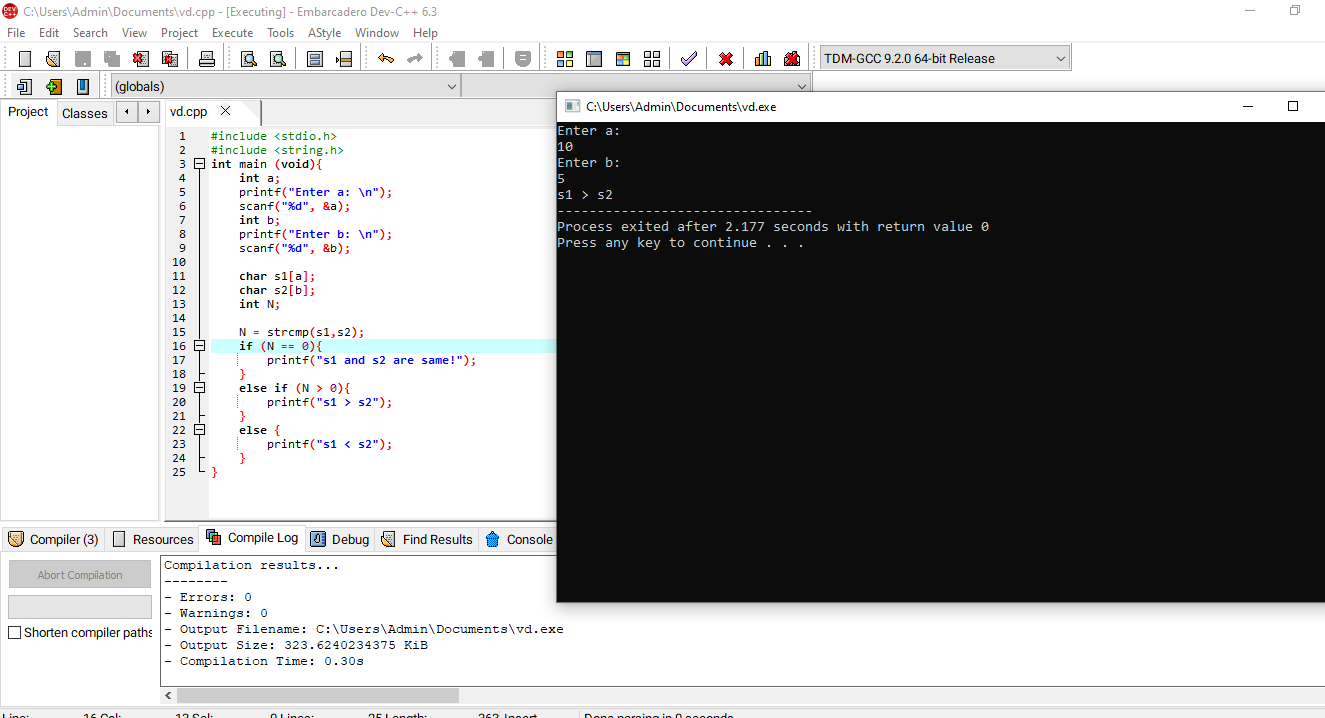 C:\Users\Admin\Documents\vd.cpp - [Executing] - Embarcadero Dev-C++ 6.3
File Edit Search View Project Execute Tools AStyle Window Help
TDM-GCC 9.2.0 64-bit Release
(globals)
Project Classes
vd.cpp
1 #include <stdio.h>
2 #include <string.h>
3 int main (void){
4 int a;
5 printf("Enter a: \n");
6 scanf("%d", &a);
7 int b;
8 printf("Enter b: \n");
9 scanf("%d", &b);
10
11 char s1[a];
12 char s2[b];
13 int N;
14
15 N = strcmp(s1,s2);
16 if (N == 0){
17 printf("s1 and s2 are same!");
18 }
19 else if (N > 0){
20 printf("s1 > s2");
21 }
22 else {
23 printf("s1 < s2");
24 }
25 }
C:\Users\Admin\Documents\vd.exe
Enter a:
10
Enter b:
5
s1 > s2
--------------------------------
Process exited after 2.177 seconds with return value 0
Press any key to continue . . .
Compiler (3) Resources Compile Log Debug Find Results Console
Abort Compilation
Shorten compiler paths
Compilation results...
--------
- Errors: 0
- Warnings: 0
- Output Filename: C:\Users\Admin\Documents\vd.exe
- Output Size: 323.6240234375 KiB
- Compilation Time: 0.30s
Line: 16 Col: 13 Sel: 0 Lines: 25 Length: 363 Insert Done parsing in 0 seconds